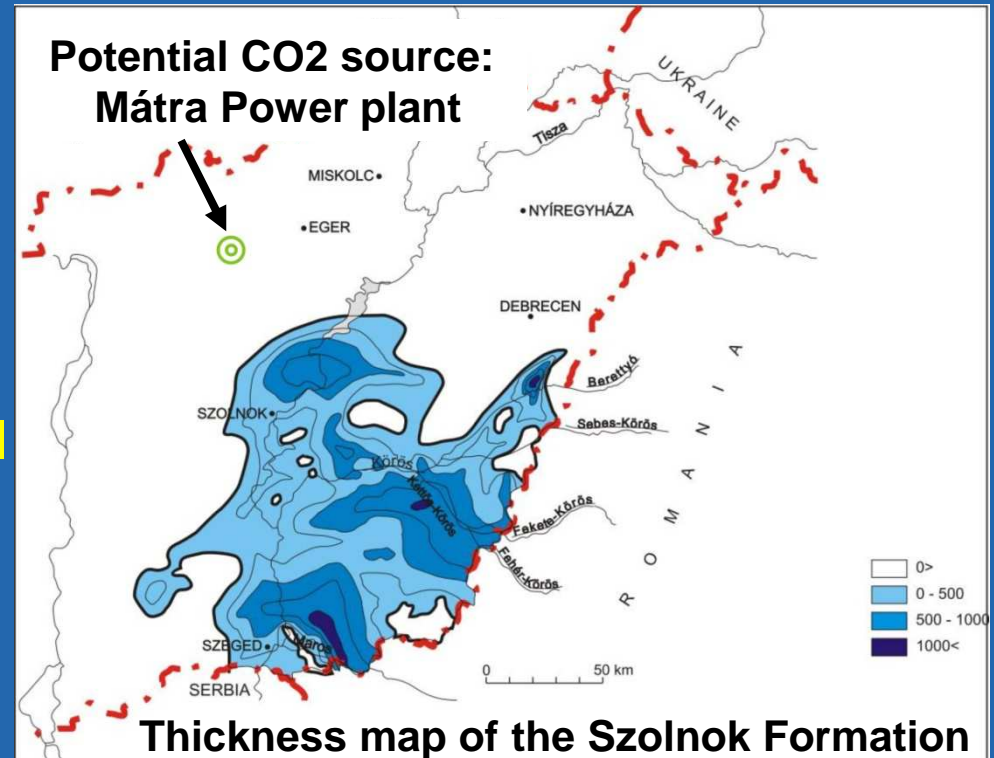 Potential CO2 source:
Mátra Power plant
UKRAINE
Tisza
MISKOLC
NYÍREGYHÁZA
EGER
DEBRECEN
ROMANIA
Berettyó
SZOLNOK
Sebes-Körös
Körös
Kettős-Körös
Fekete-Körös
Fehér-Körös
0>
0 - 500
500 - 1000
1000<
SZEGED
Maros
0 50 km
SERBIA
Thickness map of the Szolnok Formation